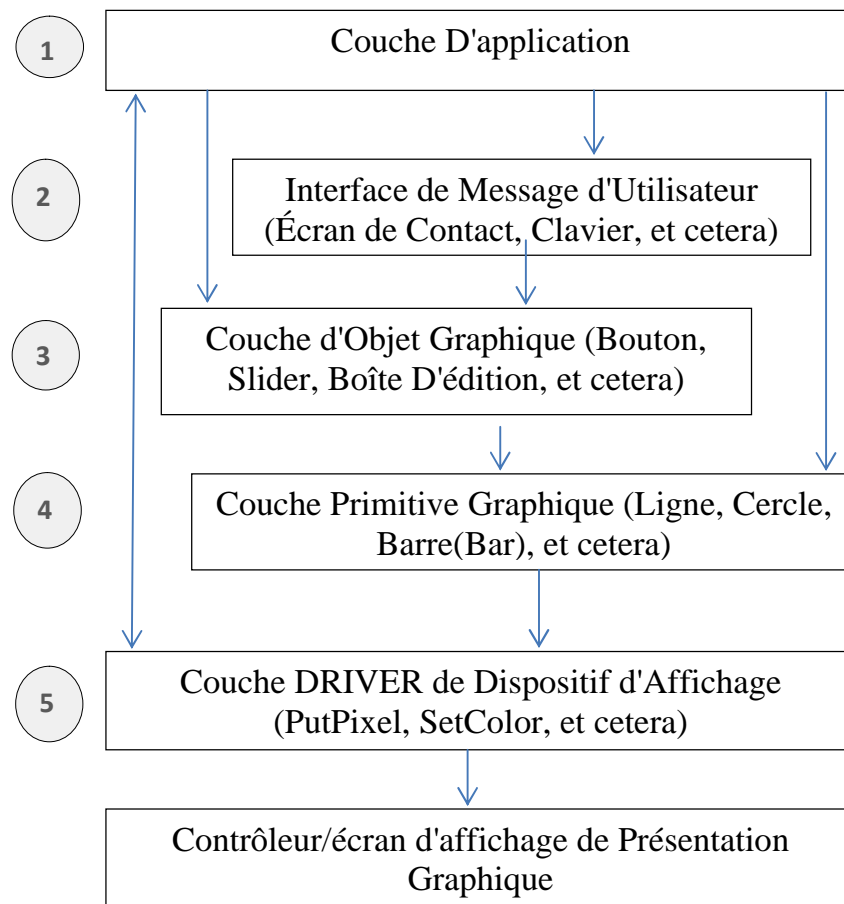 1
Couche D'application
2
Interface de Message d'Utilisateur
(Écran de Contact, Clavier, et cetera)
3
Couche d'Objet Graphique (Bouton,
Slider, Boîte D'édition, et cetera)
4
Couche Primitive Graphique (Ligne, Cercle,
Barre(Bar), et cetera)
5
Couche DRIVER de Dispositif d'Affichage
(PutPixel, SetColor, et cetera)
Contrôleur/écran d'affichage de Présentation
Graphique